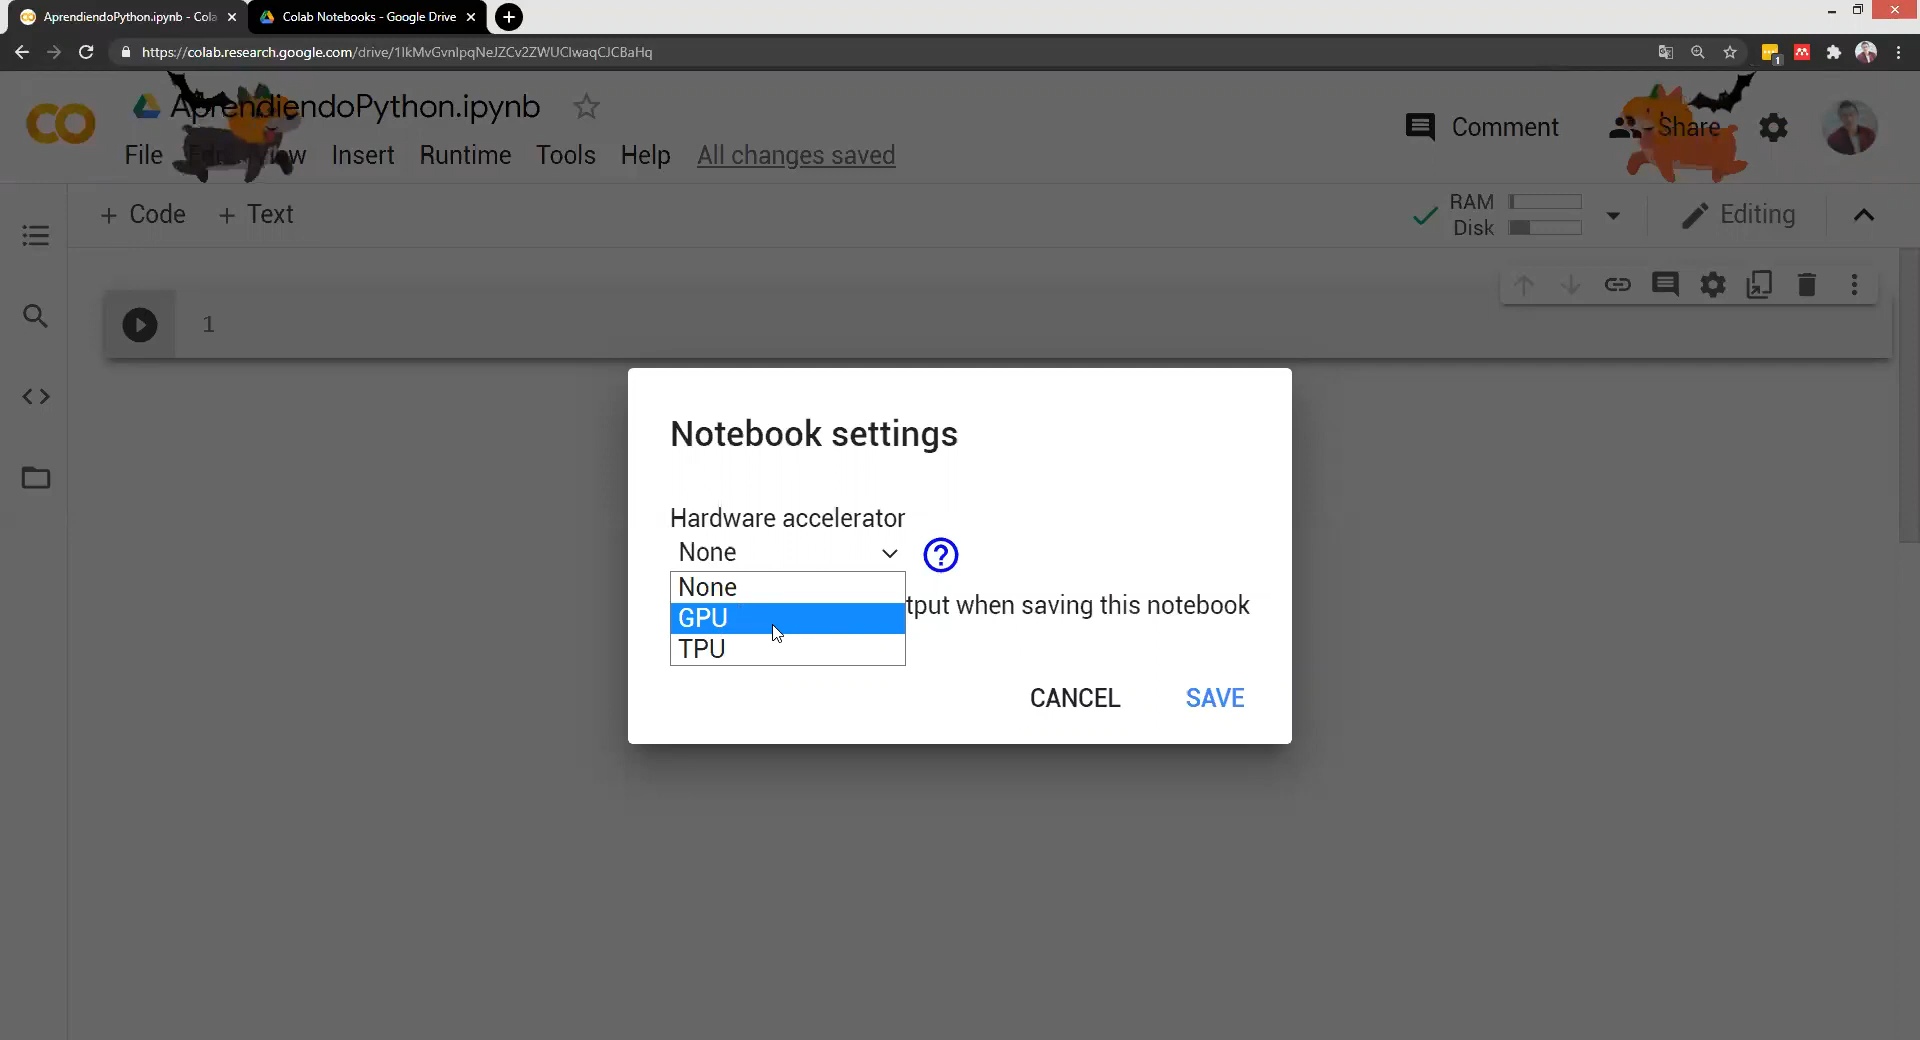 AprendiendoPython.ipynb - Cola
Colab Notebooks - Google Drive
https://colab.research.google.com/drive/1IkMvGvnIpqNeJZCv2ZWUClwaqCJCBaHq
1
AprendiendoPython.ipynb
Comment
Share
File
Insert
Runtime
Tools
Help
All changes saved
+ Code
+ Text
RAM
Disk
Editing
1
Notebook settings
Hardware accelerator
None
?
None
GPU
tput when saving this notebook
TPU
CANCEL
SAVE